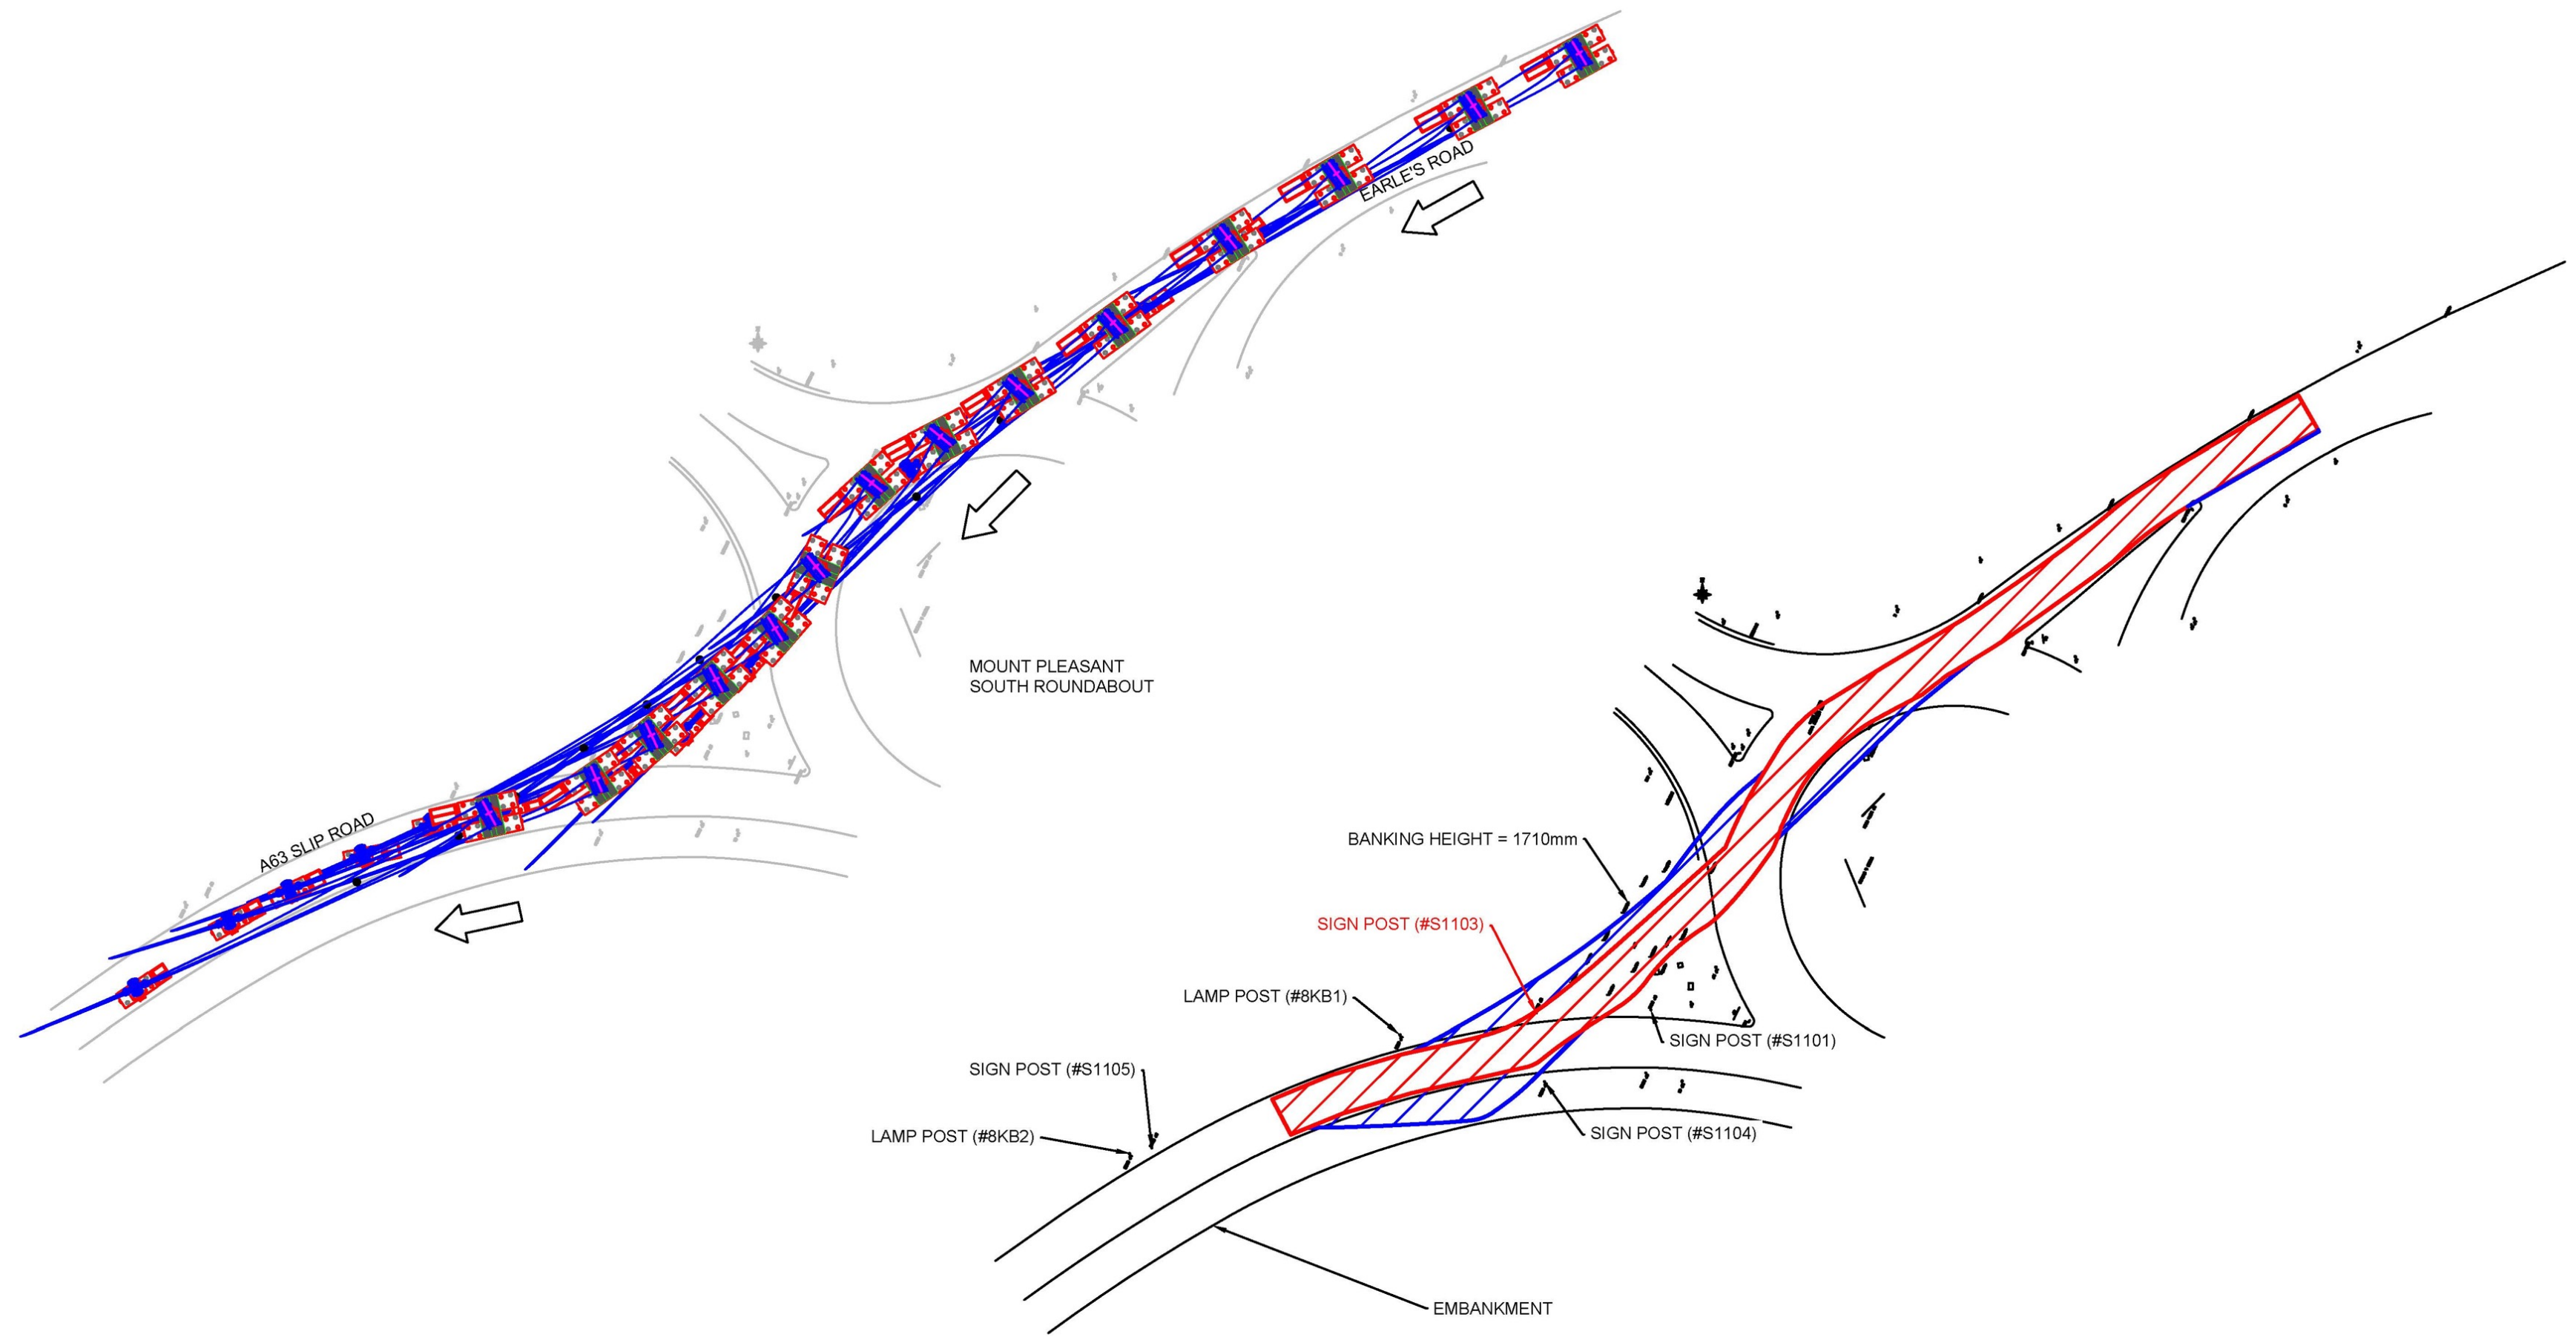 EARLE'S ROAD
MOUNT PLEASANT
SOUTH ROUNDABOUT
A63 SLIP ROAD
BANKING HEIGHT = 1710mm
SIGN POST (#S1103)
LAMP POST (#8KB1)
SIGN POST (#S1101)
SIGN POST (#S1105)
LAMP POST (#8KB2)
SIGN POST (#S1104)
EMBANKMENT